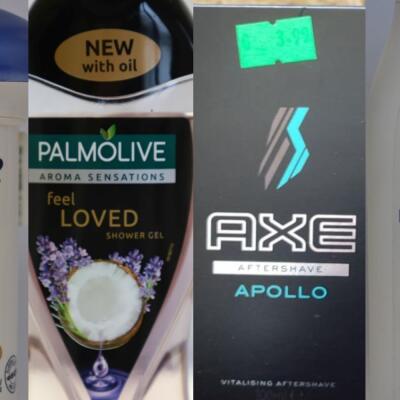 NEW
with oil
PALMOLIVE
AROMA SENSATIONS
feel
LOVED
SHOWER GEL
3.99
AXE
AFTERSHAVE
APOLLO
VITALISING AFTERSHAVE